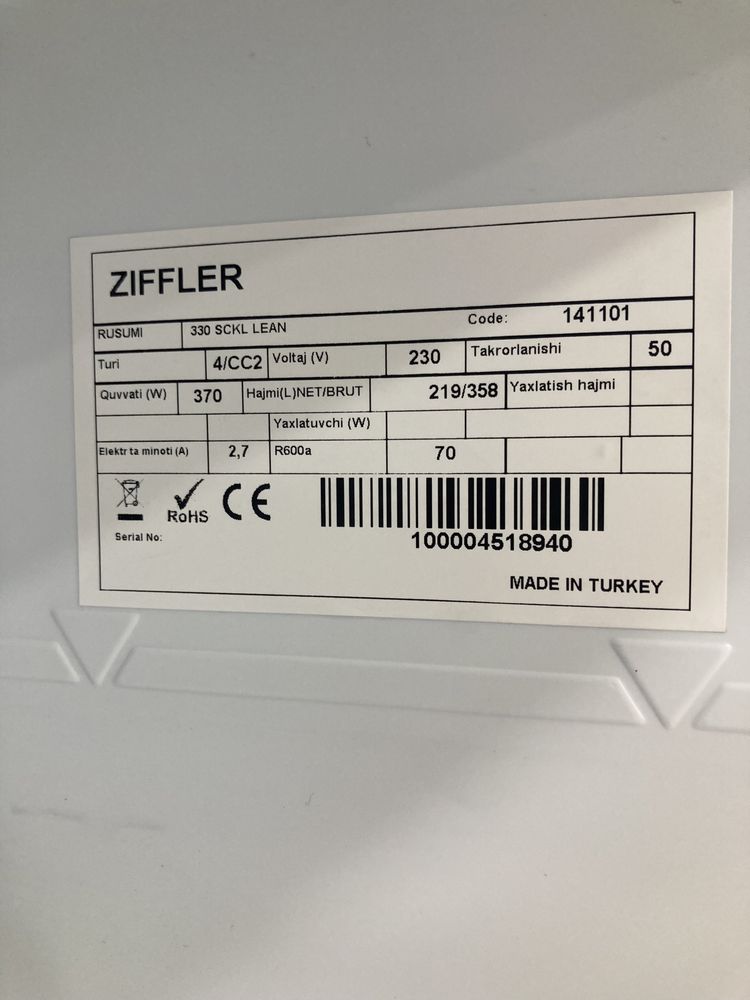 ZIFFLER
RUSUMI 330 SCKL LEAN Code: 141101
Turi 4/CC2 Voltaj (V) 230 Takrorlanishi 50
Quvvati (W) 370 Hajmi(L)NET/BRUT 219/358 Yaxlatish hajmi
Yaxlatuvchi (W)
Elektr ta minoti (A) 2,7 R600a 70
RoHS CE
100004518940
Serial No:
MADE IN TURKEY